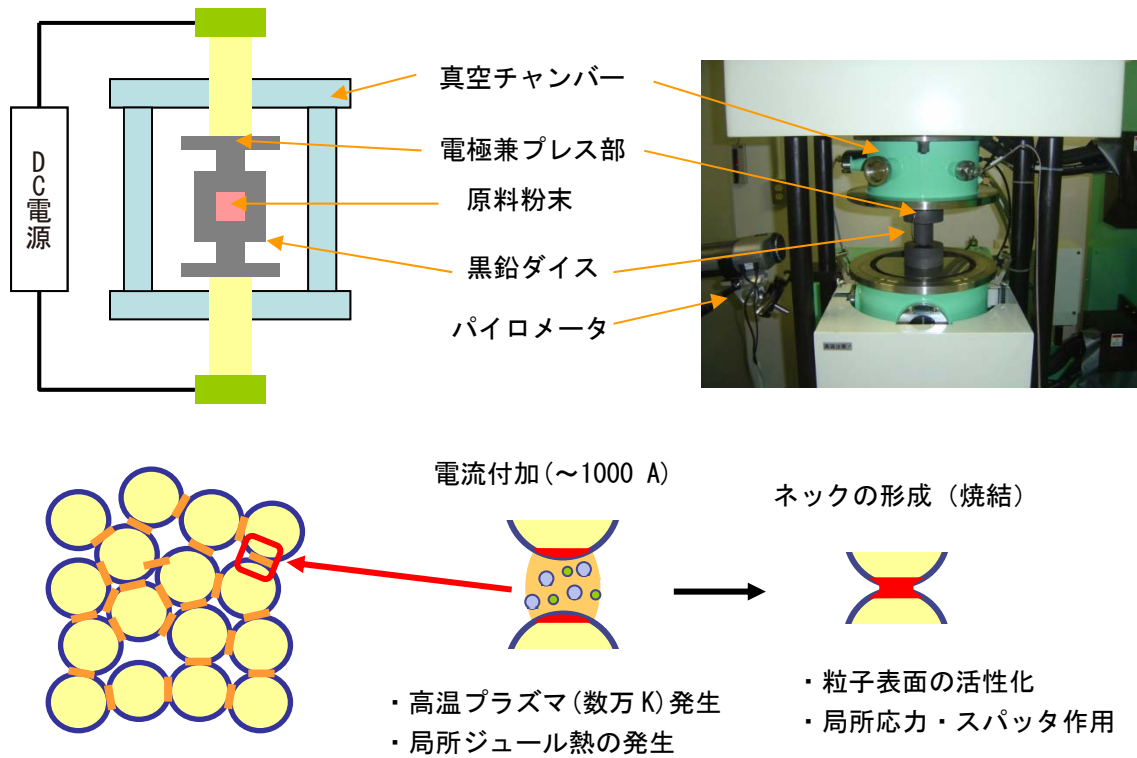 真空チャンバー
電極兼プレス部
DC電源
原料粉末
黒鉛ダイス
パイロメータ
電流付加(～1000 A)
ネックの形成（焼結）
・高温プラズマ(数万 K)発生
・局所ジュール熱の発生
・粒子表面の活性化
・局所応力・スパッタ作用